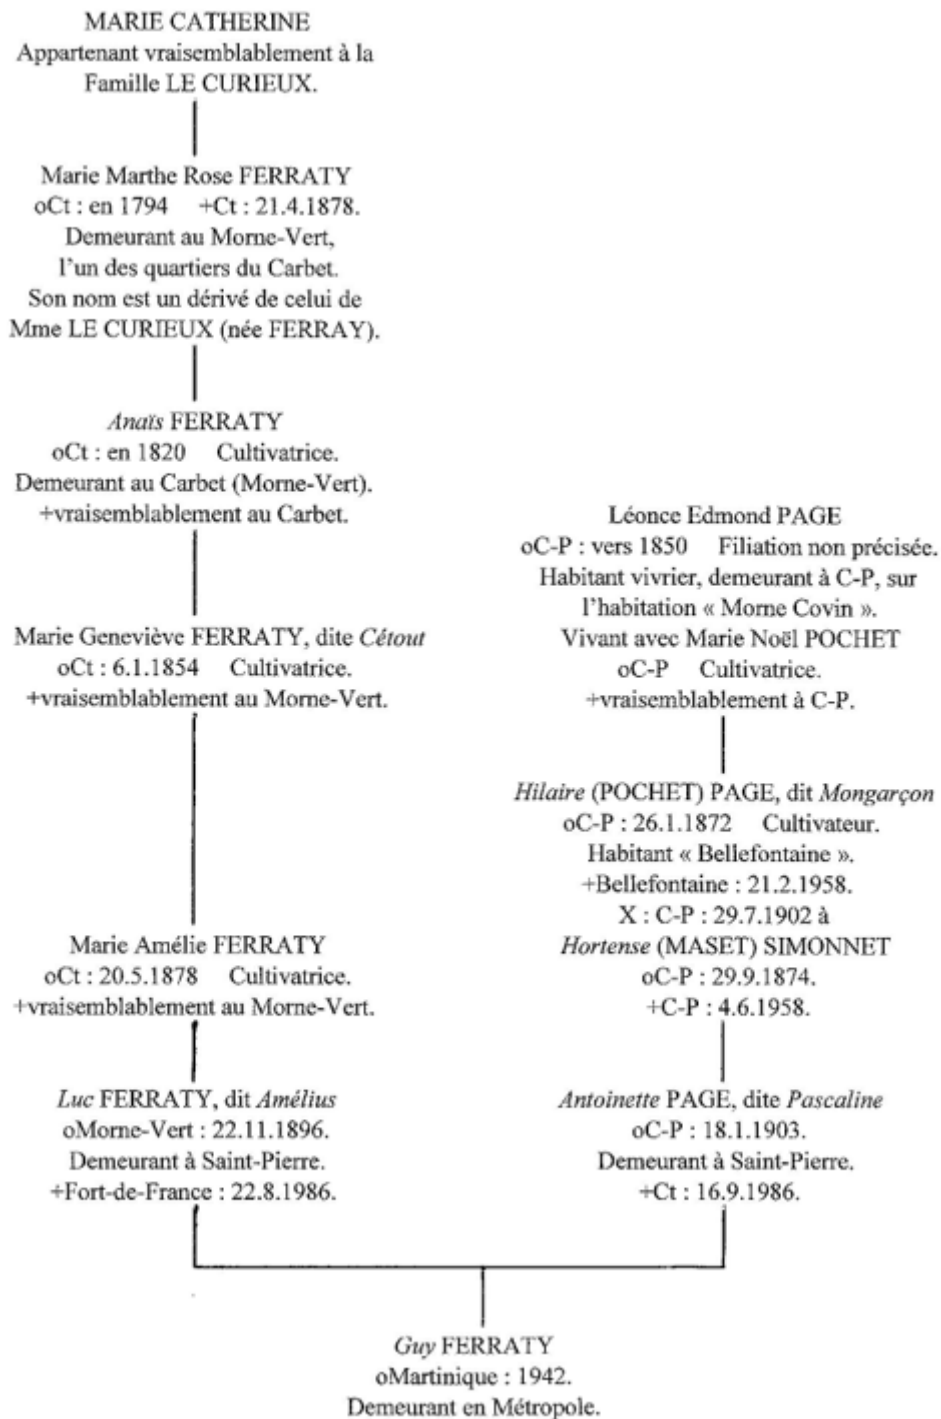 MARIE CATHERINE
Appartenant vraisemblablement à la
Famille LE CURIEUX.
Marie Marthe Rose FERRATY
oCt : en 1794 +Ct : 21.4.1878.
Demeurant au Morne-Vert,
l'un des quartiers du Carbet.
Son nom est un dérivé de celui de
Mme LE CURIEUX (née FERRAY).
Anaïs FERRATY
oCt : en 1820 Cultivatrice.
Demeurant au Carbet (Morne-Vert).
+vraisemblablement au Carbet.
Marie Geneviève FERRATY, dite Cétout
oCt : 6.1.1854 Cultivatrice.
+vraisemblablement au Morne-Vert.
Marie Amélie FERRATY
oCt : 20.5.1878 Cultivatrice.
+vraisemblablement au Morne-Vert.
Luc FERRATY, dit Amélius
oMorne-Vert : 22.11.1896.
Demeurant à Saint-Pierre.
+Fort-de-France : 22.8.1986.
Léonce Edmond PAGE
oC-P : vers 1850 Filiation non précisée.
Habitant vivrier, demeurant à C-P, sur
l'habitation « Morne Covin ».
Vivant avec Marie Noël POCHET
oC-P Cultivatrice.
+vraisemblablement à C-P.
Hilaire (POCHET) PAGE, dit Mongarçon
oC-P : 26.1.1872 Cultivateur.
Habitant « Bellefontaine ».
+Bellefontaine : 21.2.1958.
X : C-P : 29.7.1902 à
Hortense (MASET) SIMONNET
oC-P : 29.9.1874.
+C-P : 4.6.1958.
Antoinette PAGE, dite Pascaline
oC-P : 18.1.1903.
Demeurant à Saint-Pierre.
+Ct : 16.9.1986.
Guy FERRATY
oMartinique : 1942.
Demeurant en Métropole.